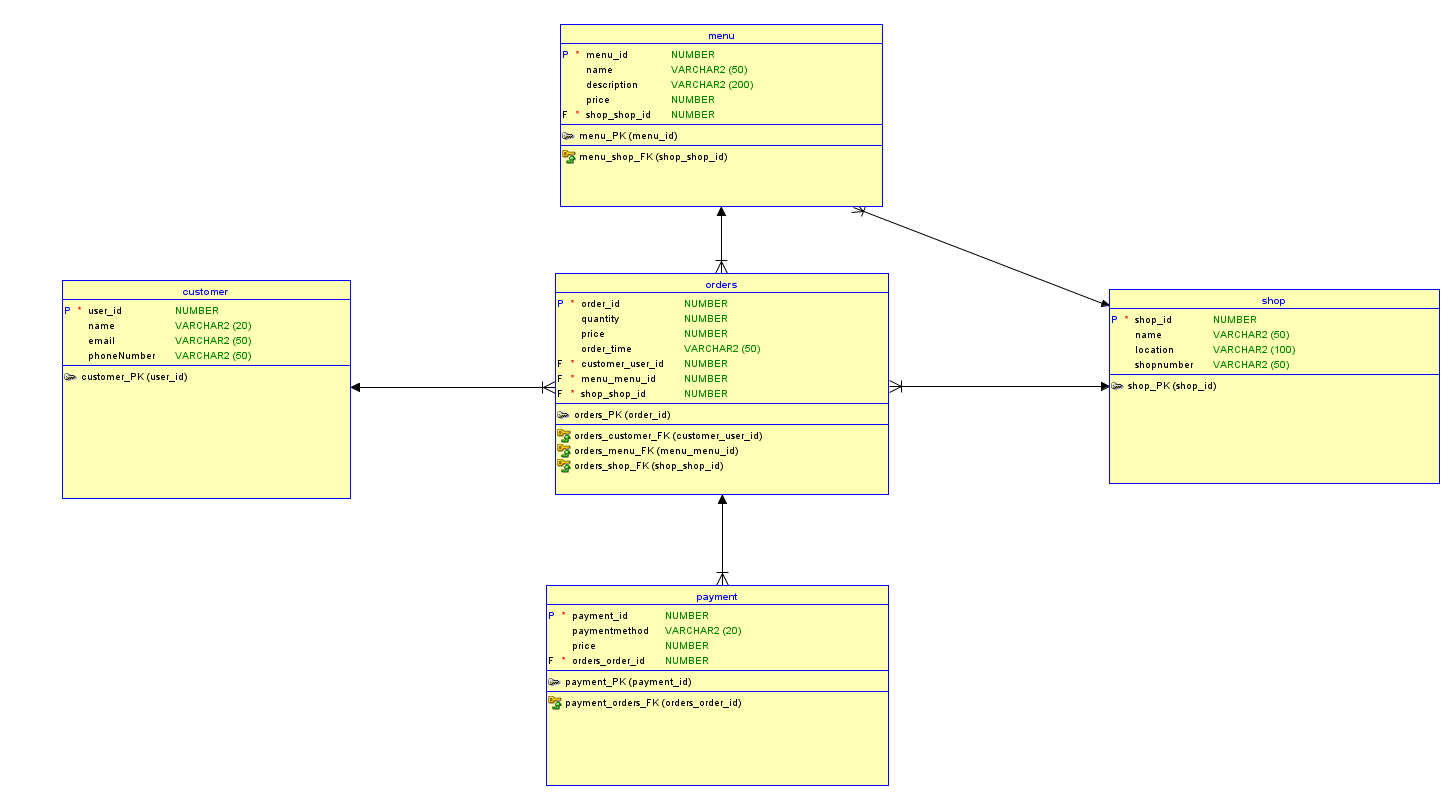 menu
P * menu_id NUMBER
name VARCHAR2 (50)
description VARCHAR2 (200)
price NUMBER
F * shop_shop_id NUMBER
menu_PK (menu_id)
menu_shop_FK (shop_shop_id)
customer
P * user_id NUMBER
name VARCHAR2 (20)
email VARCHAR2 (50)
phoneNumber VARCHAR2 (50)
customer_PK (user_id)
orders
P * order_id NUMBER
quantity NUMBER
price NUMBER
order_time VARCHAR2 (50)
F * customer_user_id NUMBER
F * menu_menu_id NUMBER
F * shop_shop_id NUMBER
orders_PK (order_id)
orders_customer_FK (customer_user_id)
orders_menu_FK (menu_menu_id)
orders_shop_FK (shop_shop_id)
shop
P * shop_id NUMBER
name VARCHAR2 (50)
location VARCHAR2 (100)
shopnumber VARCHAR2 (50)
shop_PK (shop_id)
payment
P * payment_id NUMBER
paymentmethod VARCHAR2 (20)
price NUMBER
F * orders_order_id NUMBER
payment_PK (payment_id)
payment_orders_FK (orders_order_id)